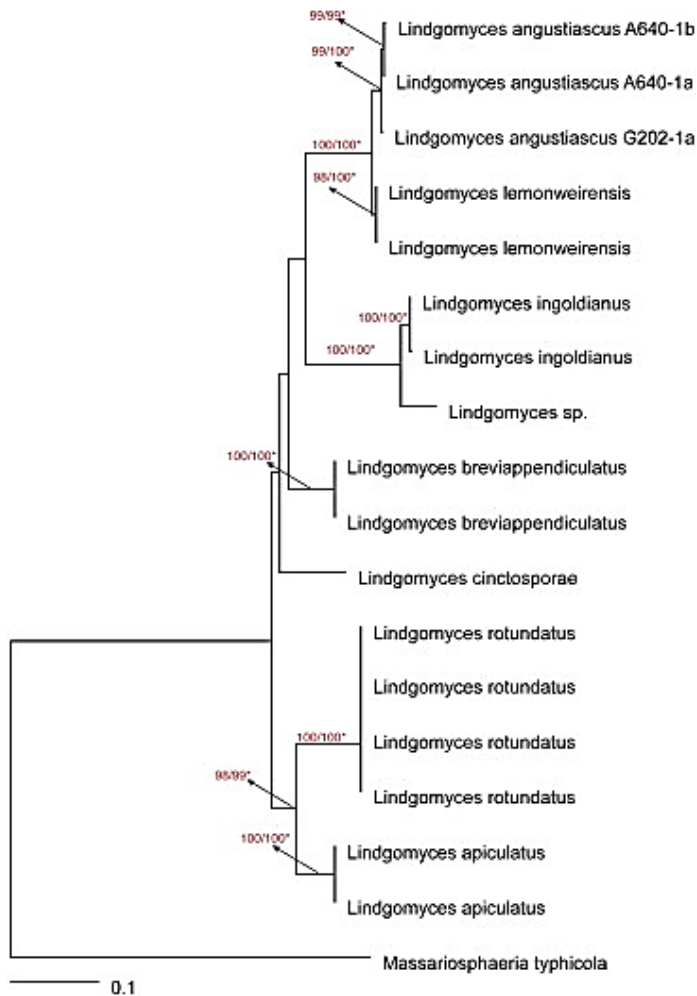 99/99*
Lindgomyces angustiascus A640-1b
99/100*
Lindgomyces angustiascus A640-1a
Lindgomyces angustiascus G202-1a
100/100*
98/100*
Lindgomyces lemonweirensis
Lindgomyces lemonweirensis
Lindgomyces ingoldianus
100/100*
100/100*
Lindgomyces ingoldianus
Lindgomyces sp.
100/100*
Lindgomyces breviappendiculatus
Lindgomyces breviappendiculatus
Lindgomyces cinctosporae
Lindgomyces rotundatus
Lindgomyces rotundatus
100/100*
Lindgomyces rotundatus
98/99*
Lindgomyces rotundatus
100/100*
Lindgomyces apiculatus
Lindgomyces apiculatus
Massariosphaeria typhicola
0.1